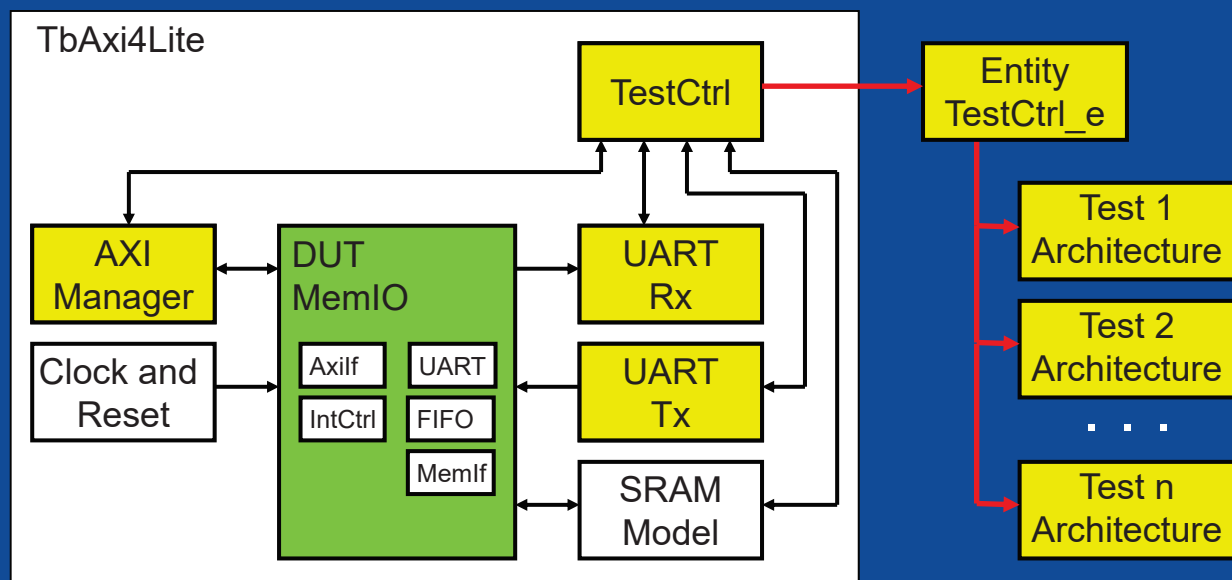 TbAxi4Lite
TestCtrl
Entity
TestCtrl_e
Test 1
Architecture
AXI
Manager
DUT
MemIO
UART
Rx
Test 2
Architecture
Clock and
Reset
AxiIf
UART
IntCtrl
FIFO
MemIf
UART
Tx
. . .
SRAM
Model
Test n
Architecture